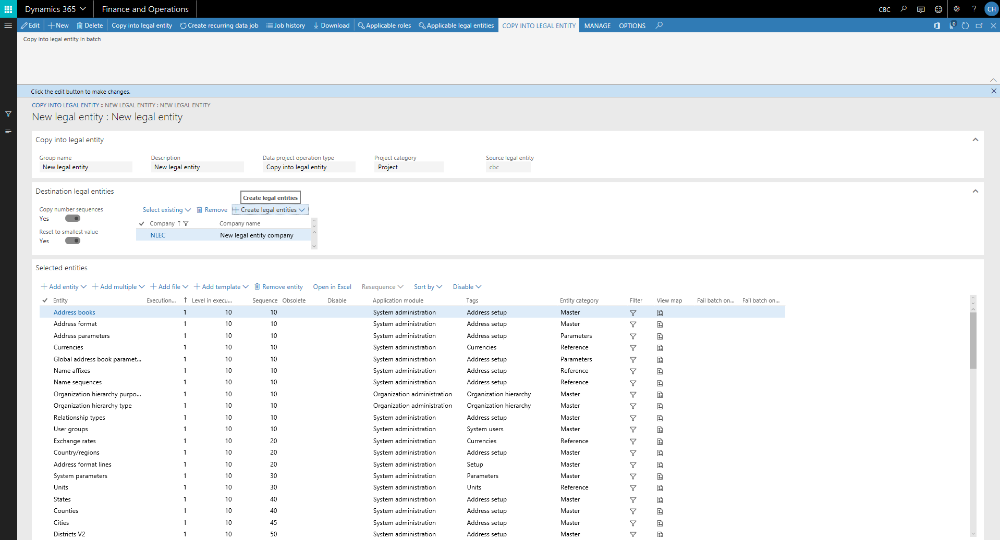 Dynamics 365 Finance and Operations CBC ? CH
Edit New Delete Copy into legal entity Create recurring data job Job history Download Applicable roles Applicable legal entities COPY INTO LEGAL ENTITY MANAGE OPTIONS 0
Copy into legal entity in batch
Click the edit button to make changes.
COPY INTO LEGAL ENTITY :: NEW LEGAL ENTITY : NEW LEGAL ENTITY
New legal entity : New legal entity
Copy into legal entity
Group name Description Data project operation type Project category Source legal entity
New legal entity New legal entity Copy into legal entity Project cbc
Destination legal entities
Create legal entities
Copy number sequences Select existing Remove Create legal entities
Yes
Company Company name
Reset to smallest value
NLEC New legal entity company
Yes
Selected entities
Add entity Add multiple Add file Add template Remove entity Open in Excel Resequence Sort by Disable
Entity Execution... Level in execu... Sequence Obsolete Disable Application module Tags Entity category Filter View map Fail batch on... Fail batch on...
Address books 1 10 10 System administration Address setup Master
Address format 1 10 10 System administration Address setup Master
Address parameters 1 10 10 System administration Address setup Parameters
Currencies 1 10 10 System administration Currencies Reference
Global address book paramet... 1 10 10 System administration Address setup Parameters
Name affixes 1 10 10 System administration Address setup Reference
Name sequences 1 10 10 System administration Address setup Reference
Organization hierarchy purpo... 1 10 10 Organization administration Organization hierarchy Master
Organization hierarchy type 1 10 10 Organization administration Organization hierarchy Master
Relationship types 1 10 10 System administration Address setup Master
User groups 1 10 10 System administration System users Master
Exchange rates 1 10 20 System administration Currencies Reference
Country/regions 1 10 20 System administration Address setup Master
Address format lines 1 10 20 System administration Setup Master
System parameters 1 10 30 System administration Parameters Master
Units 1 10 30 System administration Units Reference
States 1 10 40 System administration Address setup Master
Counties 1 10 40 System administration Address setup Master
Cities 1 10 45 System administration Address setup Master
Districts V2 1 10 50 System administration Address setup Master